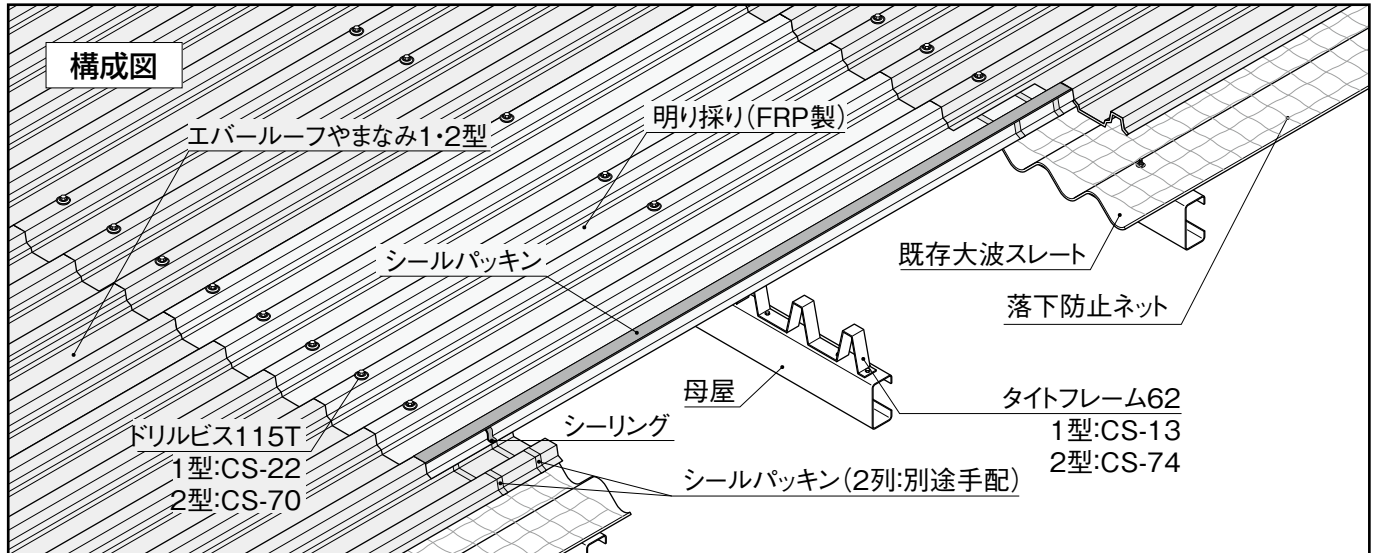 構成図
エバールーフやまなみ1・2型
明り採り(FRP製)
シールパッキン
既存大波スレート
落下防止ネット
母屋
タイトフレーム62
1型:CS-13
2型:CS-74
ドリルビス115T
1型:CS-22
2型:CS-70
シーリング
シールパッキン(2列:別途手配)